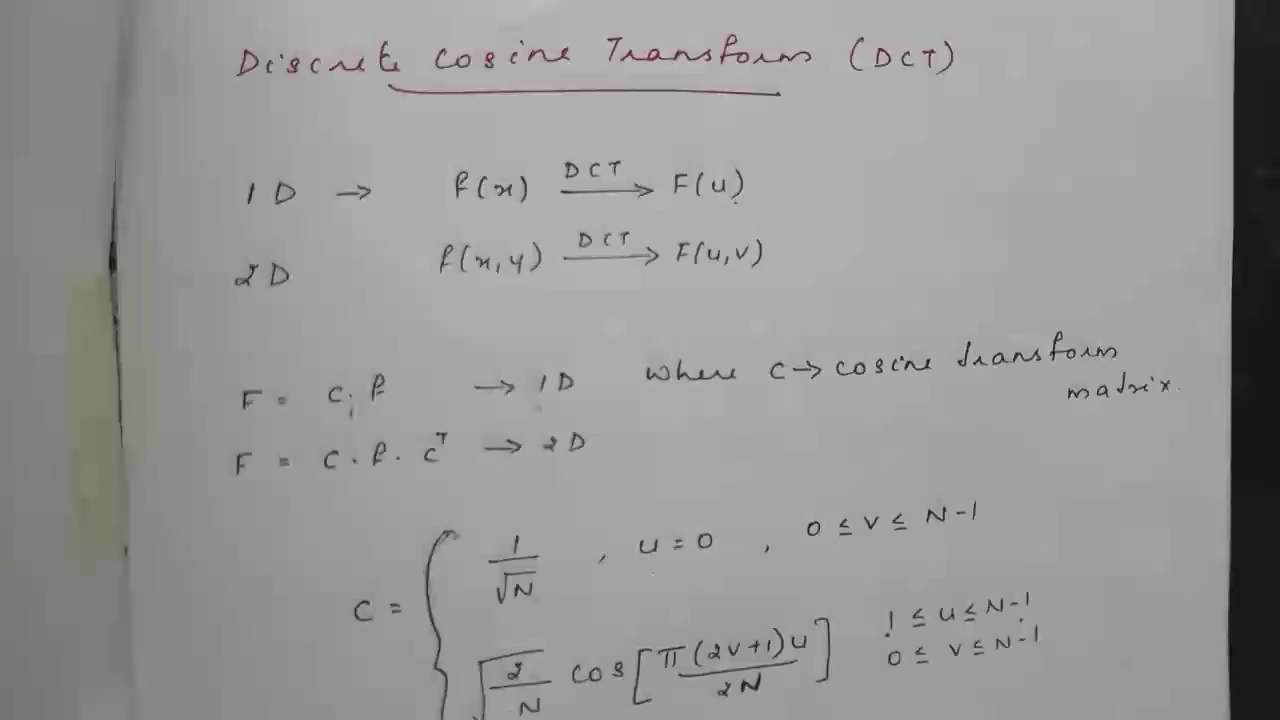 Discrete Cosine Transform (DCT)
1D → f(x) DCT → F(u)
2D f(x,y) DCT → F(u,v)
F = C. f → 1D where C → cosine transform
matrix.
F = C. f. C^T → 2D
C = { 1/√N , u = 0 , 0 ≤ v ≤ N-1
√(2/N) cos[π(2v+1)u / 2N] 1 ≤ u ≤ N-1
0 ≤ v ≤ N-1